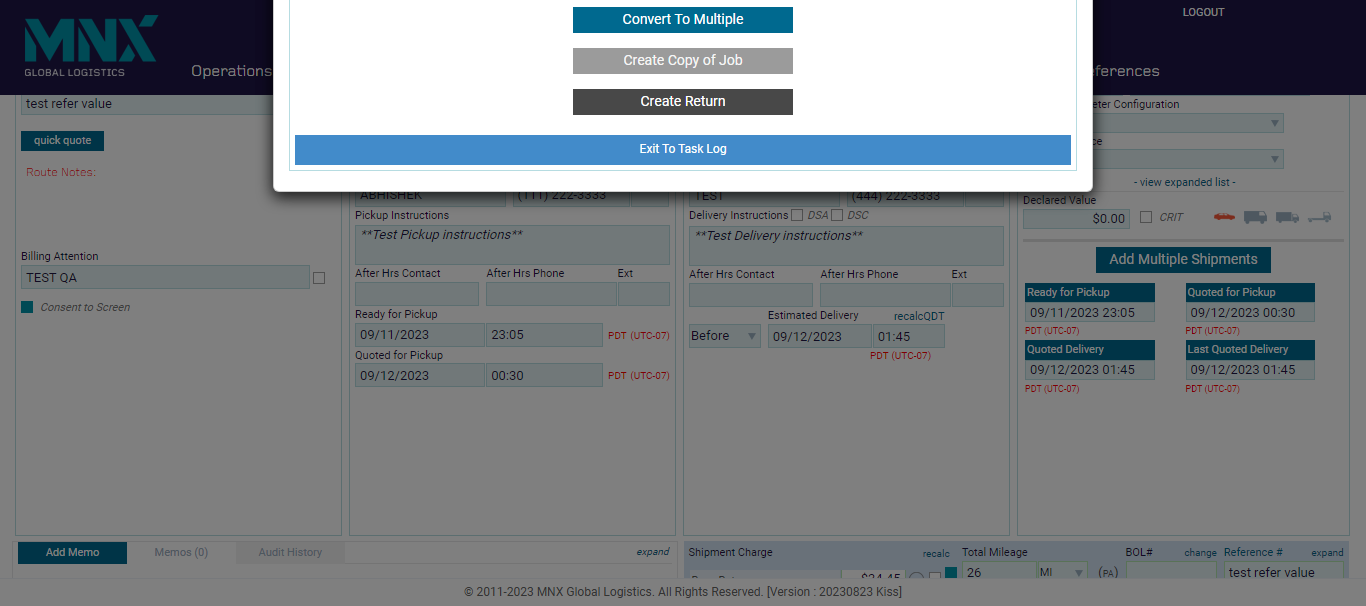 MNX
GLOBAL LOGISTICS
Operations
ferences
LOGOUT
Convert To Multiple
Create Copy of Job
Create Return
Exit To Task Log
test refer value
quick quote
Route Notes:
Billing Attention
TEST QA
Consent to Screen
ABHISHEK (111) 222-3333
Pickup Instructions
**Test Pickup instructions**
After Hrs Contact After Hrs Phone Ext
Ready for Pickup
09/11/2023 23:05 PDT (UTC-07)
Quoted for Pickup
09/12/2023 00:30 PDT (UTC-07)
TEST (444) 222-3333
Delivery Instructions DSA DSC
**Test Delivery instructions**
After Hrs Contact After Hrs Phone Ext
Estimated Delivery recalcQDT
Before 09/12/2023 01:45
PDT (UTC-07)
eter Configuration
ce
- view expanded list -
Declared Value
$0.00 CRIT
Add Multiple Shipments
Ready for Pickup Quoted for Pickup
09/11/2023 23:05 09/12/2023 00:30
PDT (UTC-07) PDT (UTC-07)
Quoted Delivery Last Quoted Delivery
09/12/2023 01:45 09/12/2023 01:45
PDT (UTC-07) PDT (UTC-07)
Add Memo Memos (0) Audit History expand
Shipment Charge recalc Total Mileage BOL# change Reference # expand
Base Rate $24.45 26 MI (PA) test refer value
© 2011-2023 MNX Global Logistics. All Rights Reserved. [Version : 20230823 Kiss]